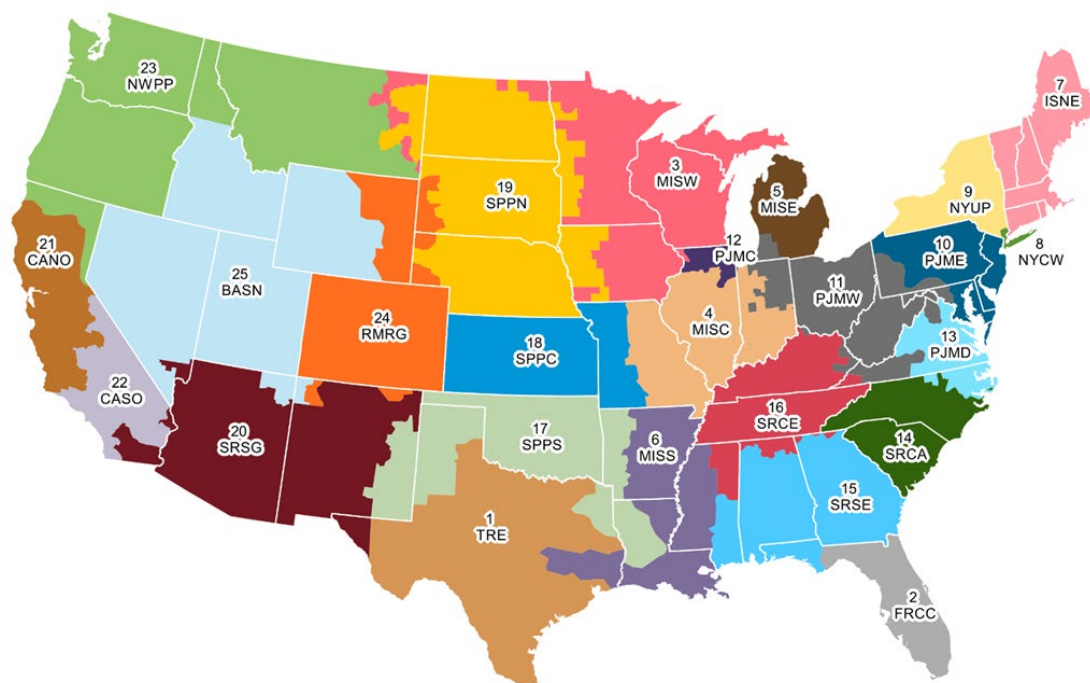 23
NWPP
7
ISNE
3
MISW
5
MISE
9
NYUP
19
SPPN
21
CANO
12
PJMC
10
PJME
8
NYCW
25
BASN
11
PJMW
4
MISC
24
RMRG
18
SPPC
13
PJMD
22
CASO
16
SRCE
17
SPPS
20
SRSG
6
MISS
14
SRCA
15
SRSE
1
TRE
2
FRCC